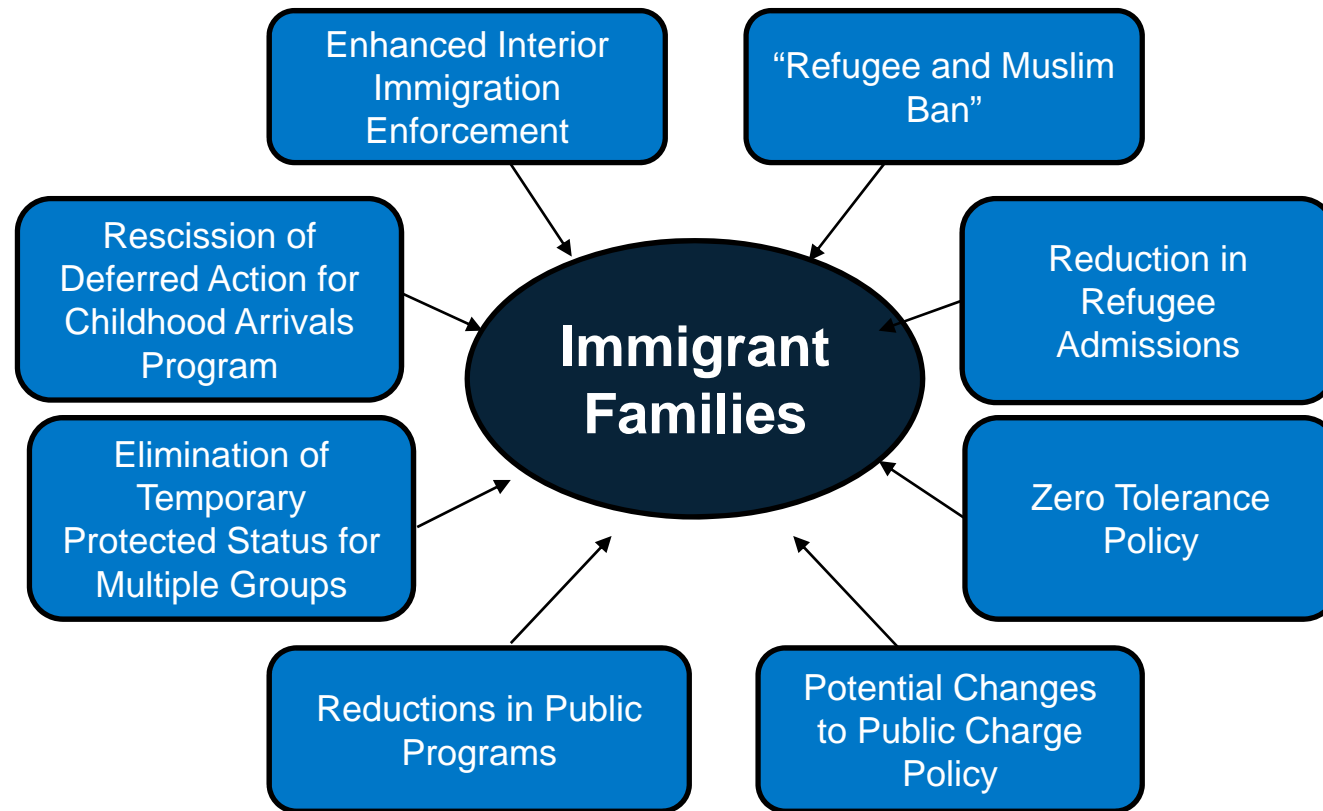 Enhanced Interior
Immigration
Enforcement
“Refugee and Muslim
Ban”
Rescission of
Deferred Action for
Childhood Arrivals
Program
Reduction in
Refugee
Admissions
Immigrant
Families
Elimination of
Temporary
Protected Status for
Multiple Groups
Zero Tolerance
Policy
Reductions in Public
Programs
Potential Changes
to Public Charge
Policy